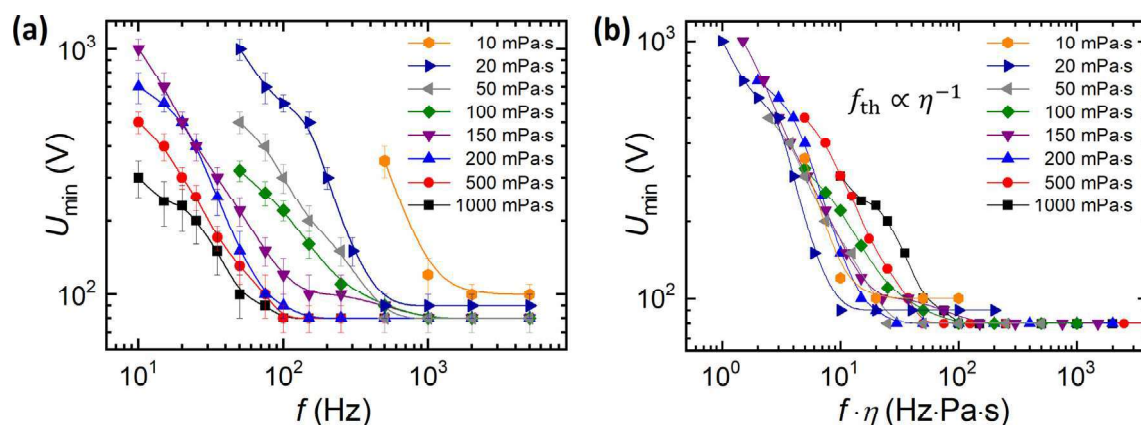 (a)
10³
10²
U_min (V)
10¹ 10² 10³
f (Hz)
10 mPa·s
20 mPa·s
50 mPa·s
100 mPa·s
150 mPa·s
200 mPa·s
500 mPa·s
1000 mPa·s
(b)
10³
10²
U_min (V)
10⁰ 10¹ 10² 10³
f · η (Hz·Pa·s)
f_th ∝ η⁻¹
10 mPa·s
20 mPa·s
50 mPa·s
100 mPa·s
150 mPa·s
200 mPa·s
500 mPa·s
1000 mPa·s